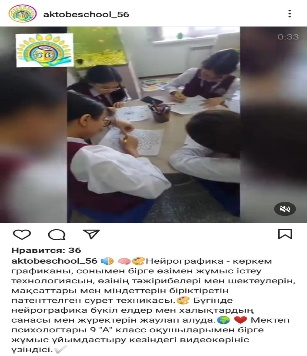 aktobeschool_56
0:33
Нравится: 36
aktobeschool_56 📢 🧠🎨Нейрографика - көркем
графиканы, сонымен бірге өзімен жұмыс істеу
технологиясын, өзінің тәжірибелері мен шектеулерін,
мақсаттары мен міндеттерін біріктіретін
патенттелген сурет техникасы.🎨 Бүгінде
нейрографика бүкіл елдер мен халықтардың
санасы мен жүректерін жаулап алуда.🌍 ❤️ Мектеп
психологтары 9 "А" класс оқушыларымен бірге
жұмыс ұйымдастыру кезіндегі видеокөрініс
үзіндісі.✅